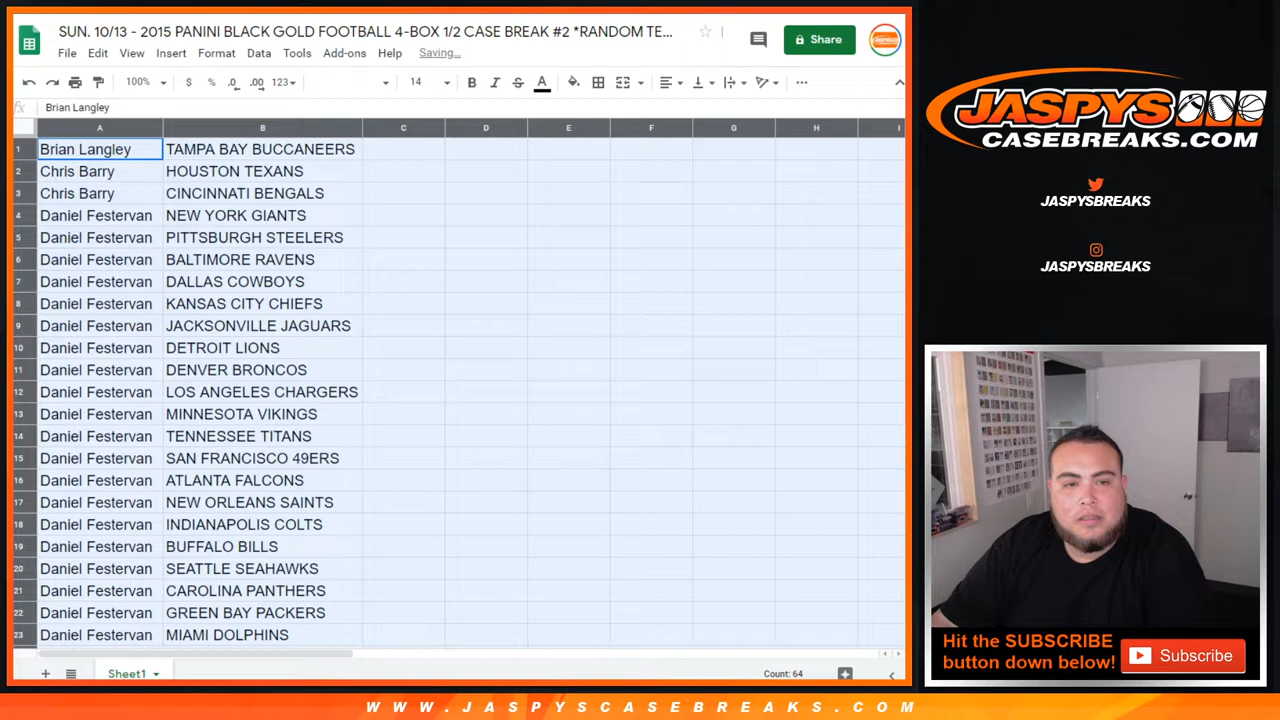 SUN. 10/13 - 2015 PANINI BLACK GOLD FOOTBALL 4-BOX 1/2 CASE BREAK #2 *RANDOM TE...
File Edit View Insert Format Data Tools Add-ons Help Saving...
Share
100% $ % .0 .00 123 14 B I S A
fx Brian Langley
A B C D E F G H I
1 Brian Langley TAMPA BAY BUCCANEERS
2 Chris Barry HOUSTON TEXANS
3 Chris Barry CINCINNATI BENGALS
4 Daniel Festervan NEW YORK GIANTS
5 Daniel Festervan PITTSBURGH STEELERS
6 Daniel Festervan BALTIMORE RAVENS
7 Daniel Festervan DALLAS COWBOYS
8 Daniel Festervan KANSAS CITY CHIEFS
9 Daniel Festervan JACKSONVILLE JAGUARS
10 Daniel Festervan DETROIT LIONS
11 Daniel Festervan DENVER BRONCOS
12 Daniel Festervan LOS ANGELES CHARGERS
13 Daniel Festervan MINNESOTA VIKINGS
14 Daniel Festervan TENNESSEE TITANS
15 Daniel Festervan SAN FRANCISCO 49ERS
16 Daniel Festervan ATLANTA FALCONS
17 Daniel Festervan NEW ORLEANS SAINTS
18 Daniel Festervan INDIANAPOLIS COLTS
19 Daniel Festervan BUFFALO BILLS
20 Daniel Festervan SEATTLE SEAHAWKS
21 Daniel Festervan CAROLINA PANTHERS
22 Daniel Festervan GREEN BAY PACKERS
23 Daniel Festervan MIAMI DOLPHINS
Sheet1 Count: 64
JASPYS
CASEBREAKS.COM
JASPYSBREAKS
JASPYSBREAKS
Hit the SUBSCRIBE
button down below!
Subscribe
WWW.JASPYSCASEBREAKS.COM